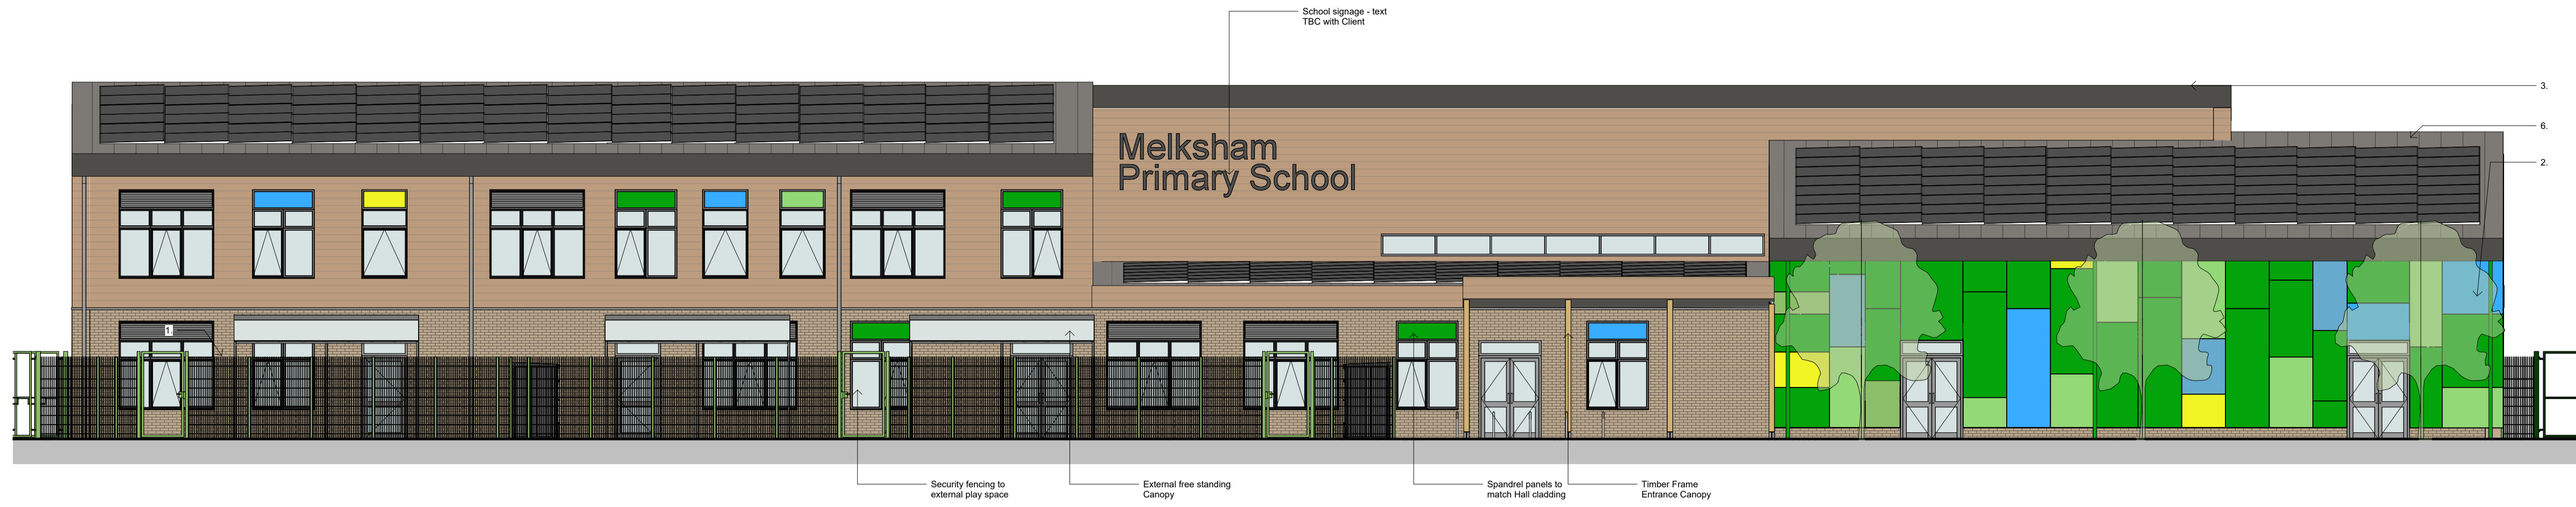 School signage - text
TBC with Client
3.
6.
2.
Melksham
Primary School
1.
Security fencing to
external play space
External free standing
Canopy
Spandrel panels to
match Hall cladding
Timber Frame
Entrance Canopy